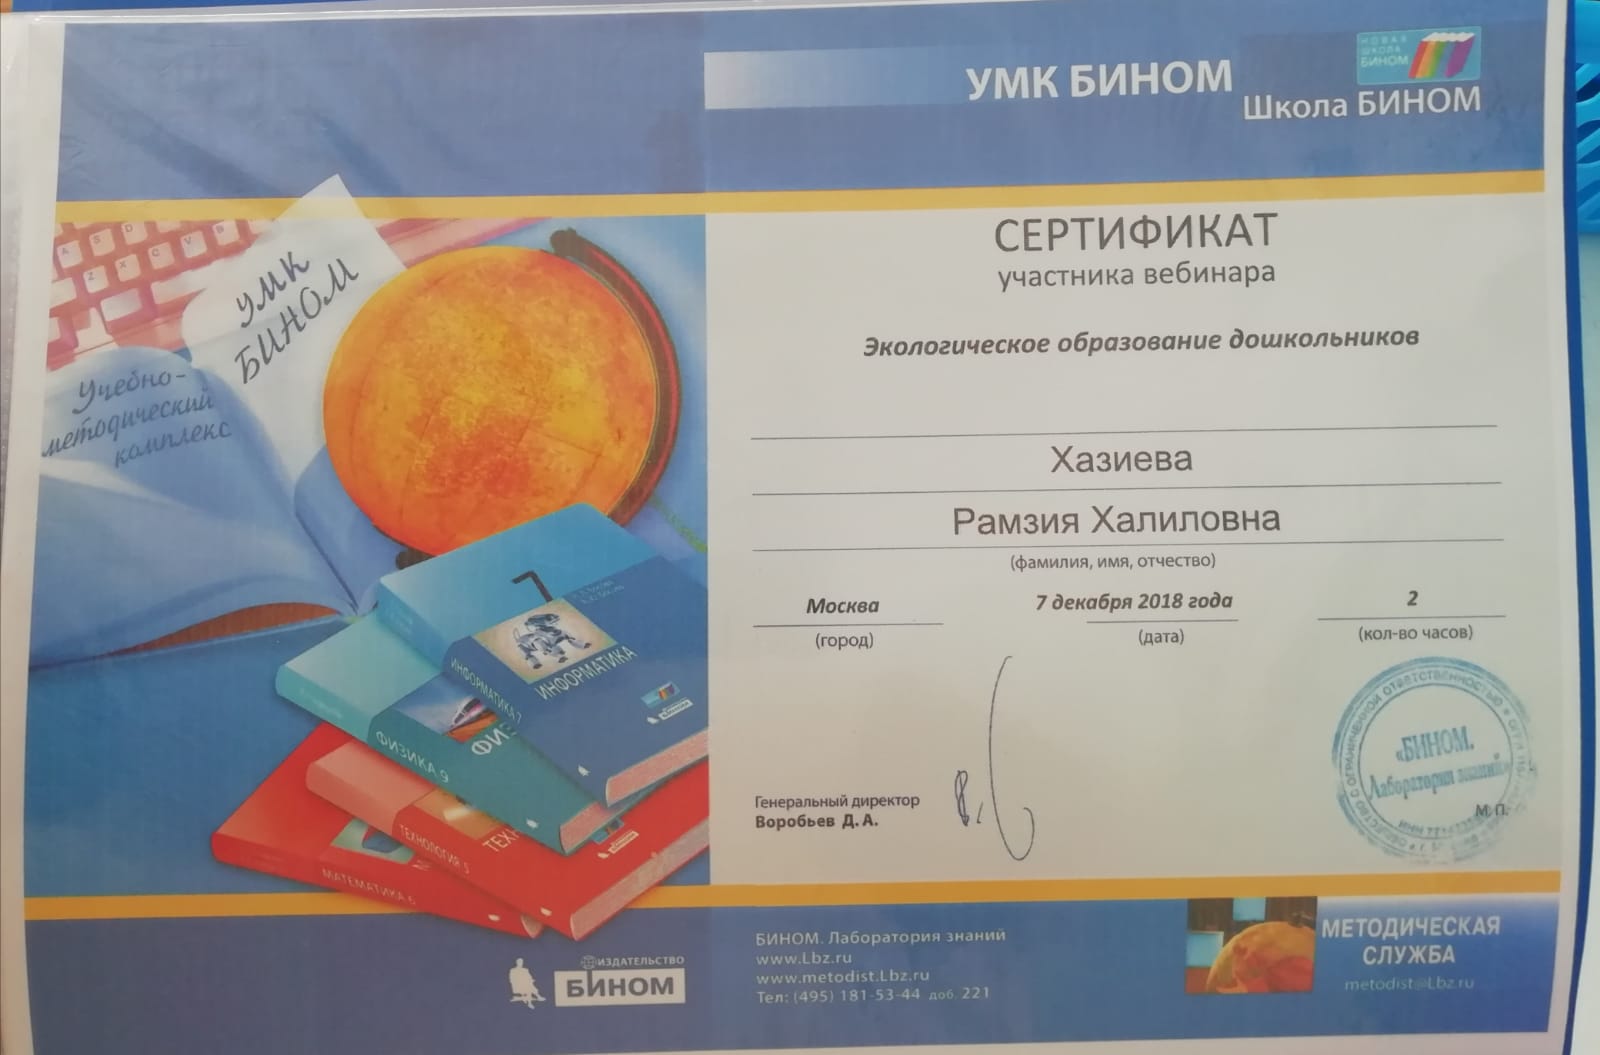 УМК БИНОМ
НОВАЯ
ШКОЛА
БИНОМ
Школа БИНОМ
СЕРТИФИКАТ
участника вебинара
Экологическое образование дошкольников
Хазиева
Рамзия Халиловна
(фамилия, имя, отчество)
Москва
7 декабря 2018 года
2
(город)
(дата)
(кол-во часов)
Генеральный директор
Воробьев Д. А.
«БИНОМ.
Лаборатория знаний»
М. П.
УМК
БИНОМ
Учебно-
методический
комплекс
7
ИНФОРМАТИКА
ИНФОРМАТИКА 7
БИНОМ
ФИЗИКА 9
ТЕХНОЛОГИЯ 5
МАТЕМАТИКА 6
ИЗДАТЕЛЬСТВО
БИНОМ
БИНОМ. Лаборатория знаний
www.Lbz.ru
www.metodist.Lbz.ru
Тел: (495) 181-53-44 доб. 221
МЕТОДИЧЕСКАЯ
СЛУЖБА
metodist@Lbz.ru